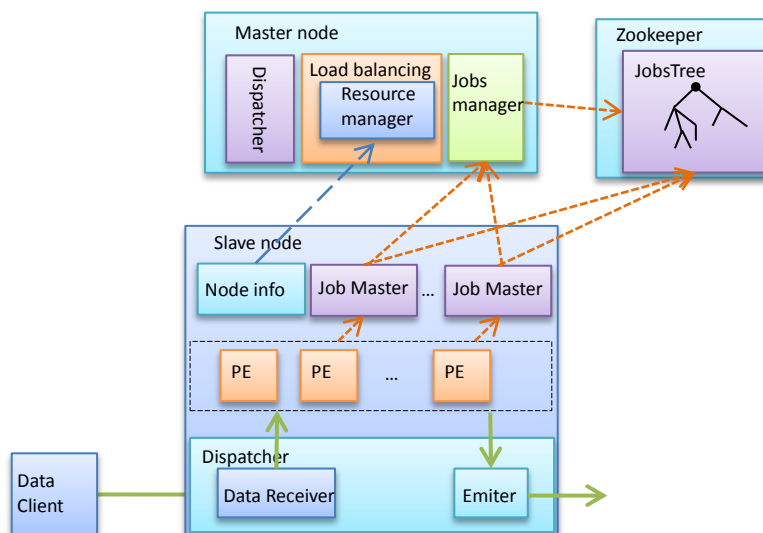 Master node
Dispatcher
Load balancing
Resource
manager
Jobs
manager
Zookeeper
JobsTree
Slave node
Node info
Job Master
...
Job Master
PE
PE
...
PE
Dispatcher
Data Receiver
Emiter
Data
Client